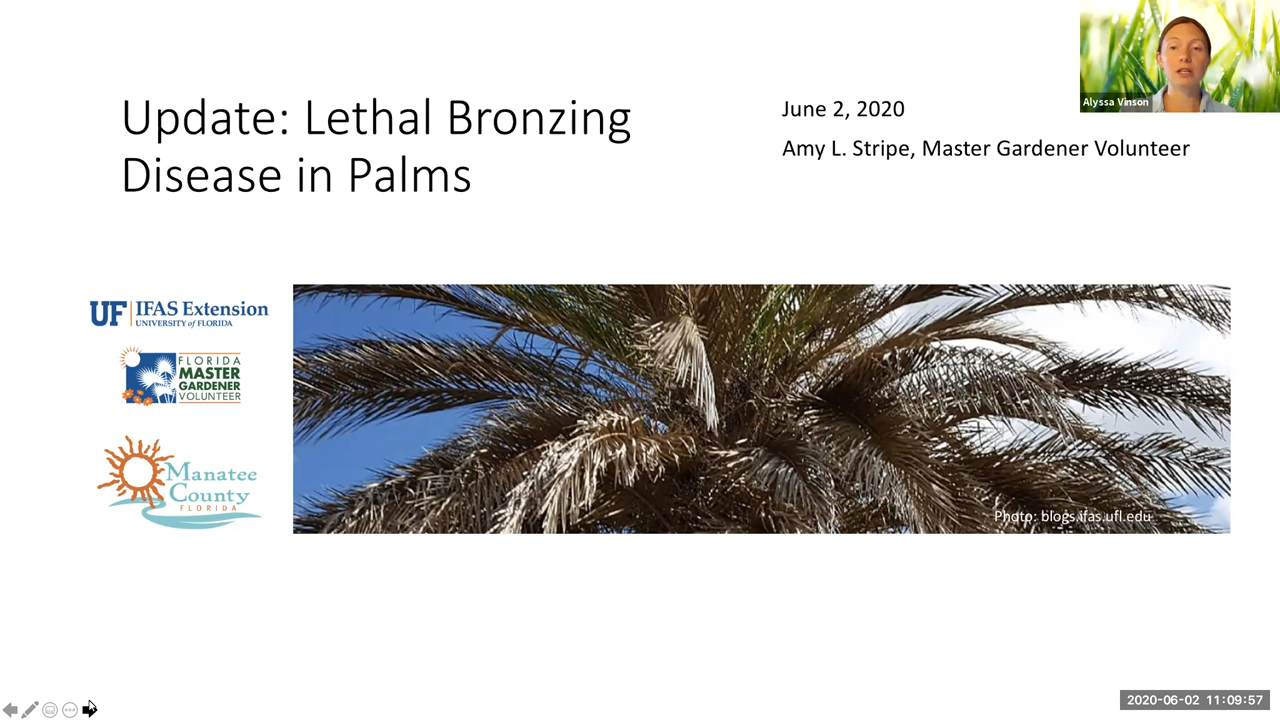 Update: Lethal Bronzing
Disease in Palms
June 2, 2020
Amy L. Stripe, Master Gardener Volunteer
Alyssa Vinson
UF IFAS Extension
UNIVERSITY of FLORIDA
FLORIDA
MASTER
GARDENER
VOLUNTEER
Manatee
County
FLORIDA
Photo: blogs.ifas.ufl.edu
2020-06-02 11:09:57